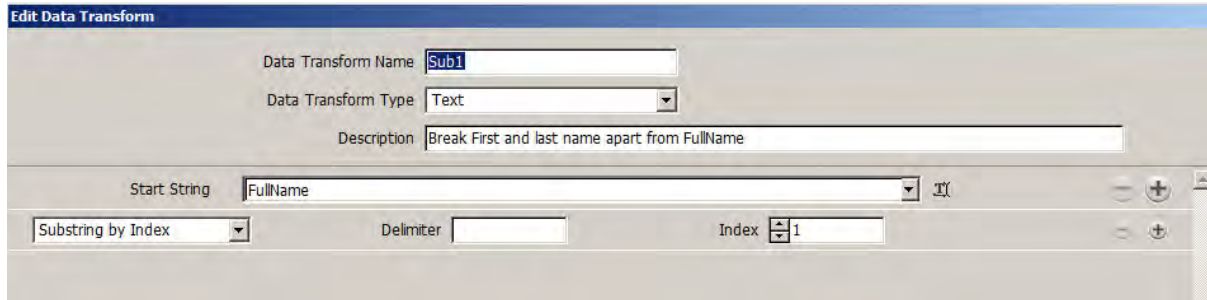 Edit Data Transform
Data Transform Name Sub1
Data Transform Type Text
Description Break First and last name apart from FullName
Start String FullName
Substring by Index Delimiter Index 1